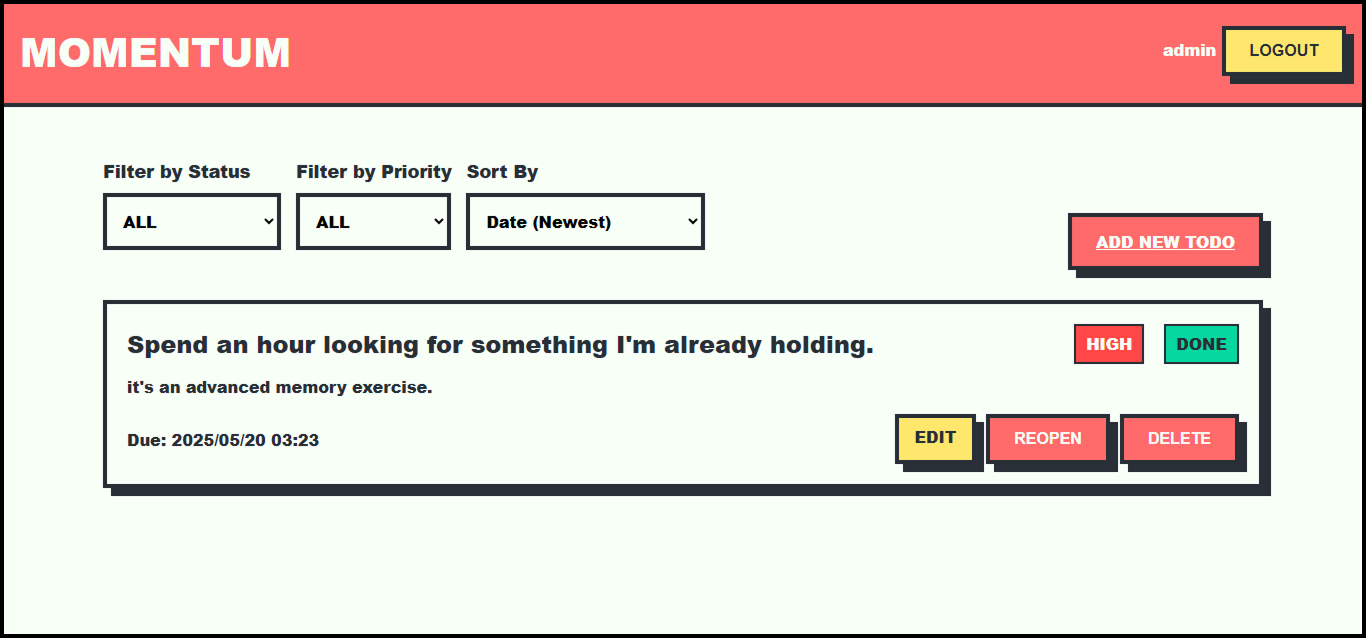 MOMENTUM
admin LOGOUT
Filter by Status Filter by Priority Sort By
ALL ALL Date (Newest)
ADD NEW TODO
Spend an hour looking for something I'm already holding. HIGH DONE
it's an advanced memory exercise.
Due: 2025/05/20 03:23 EDIT REOPEN DELETE